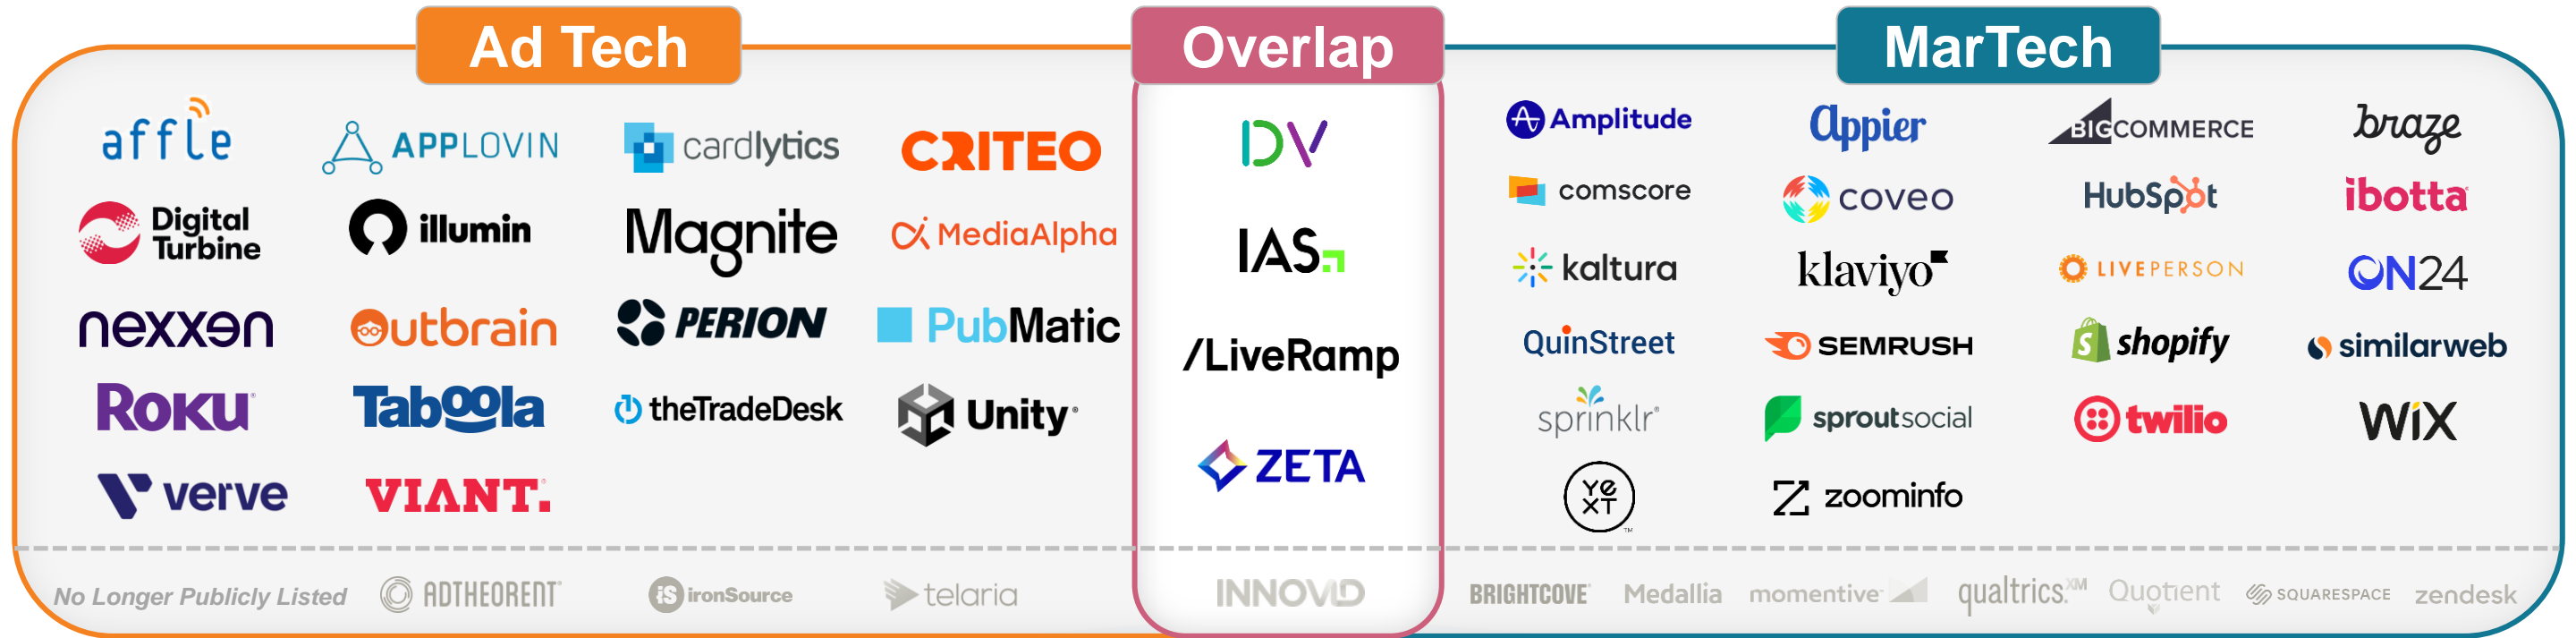 Ad Tech
Overlap
MarTech
affle
APPLOVIN
cardlytics
CRITEO
Digital
Turbine
illumin
Magnite
MediaAlpha
nexxen
Outbrain
PERION
PubMatic
ROKU®
Taboola
theTradeDesk
Unity®
verve
VIANT.
DV
IAS
/LiveRamp
ZETA
Amplitude
appier
BIGCOMMERCE
braze
comscore
coveo
HubSpot
ibotta
kaltura
klaviyo
LIVEPERSON
ON24
QuinStreet
SEMRUSH
shopify
similarweb
sprinklr®
sproutsocial
twilio
WiX
YEXT™
zoominfo
No Longer Publicly Listed
ADTHEORENT®
ironSource
telaria
INNOVID
BRIGHTCOVE®
Medallia
momentive
qualtrics.XM
Quotient
SQUARESPACE
zendesk